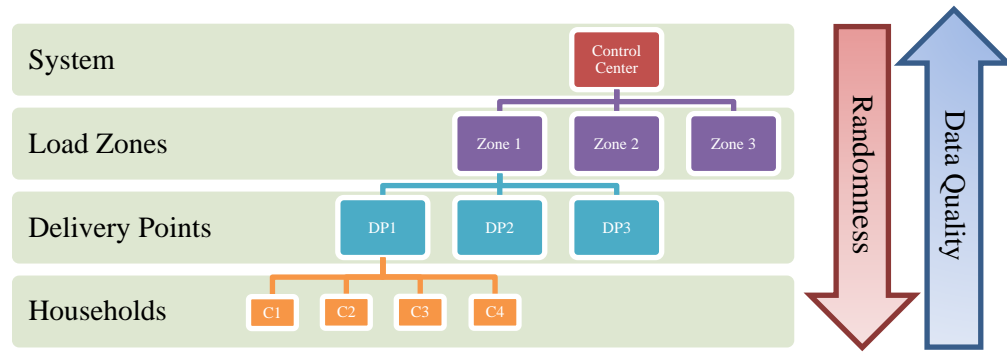 System
Control
Center
Load Zones
Zone 1
Zone 2
Zone 3
Delivery Points
DP1
DP2
DP3
Households
C1
C2
C3
C4
Randomness
Data Quality